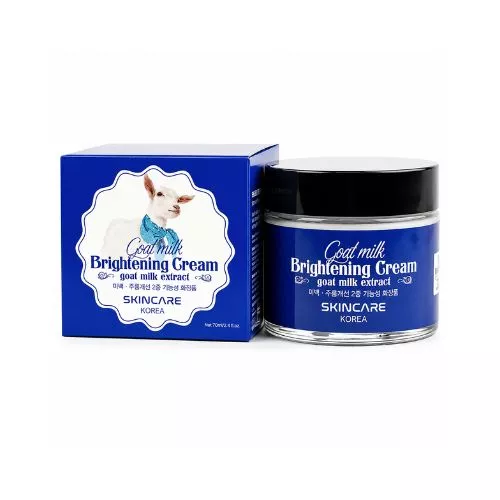 Goat milk
Brightening Cream
goat milk extract
미백 · 주름개선 2중 기능성 화장품
SKINCARE
KOREA
Goat milk
Brightening Cream
goat milk extract
미백 · 주름개선 2중 기능성 화장품
SKINCARE
KOREA